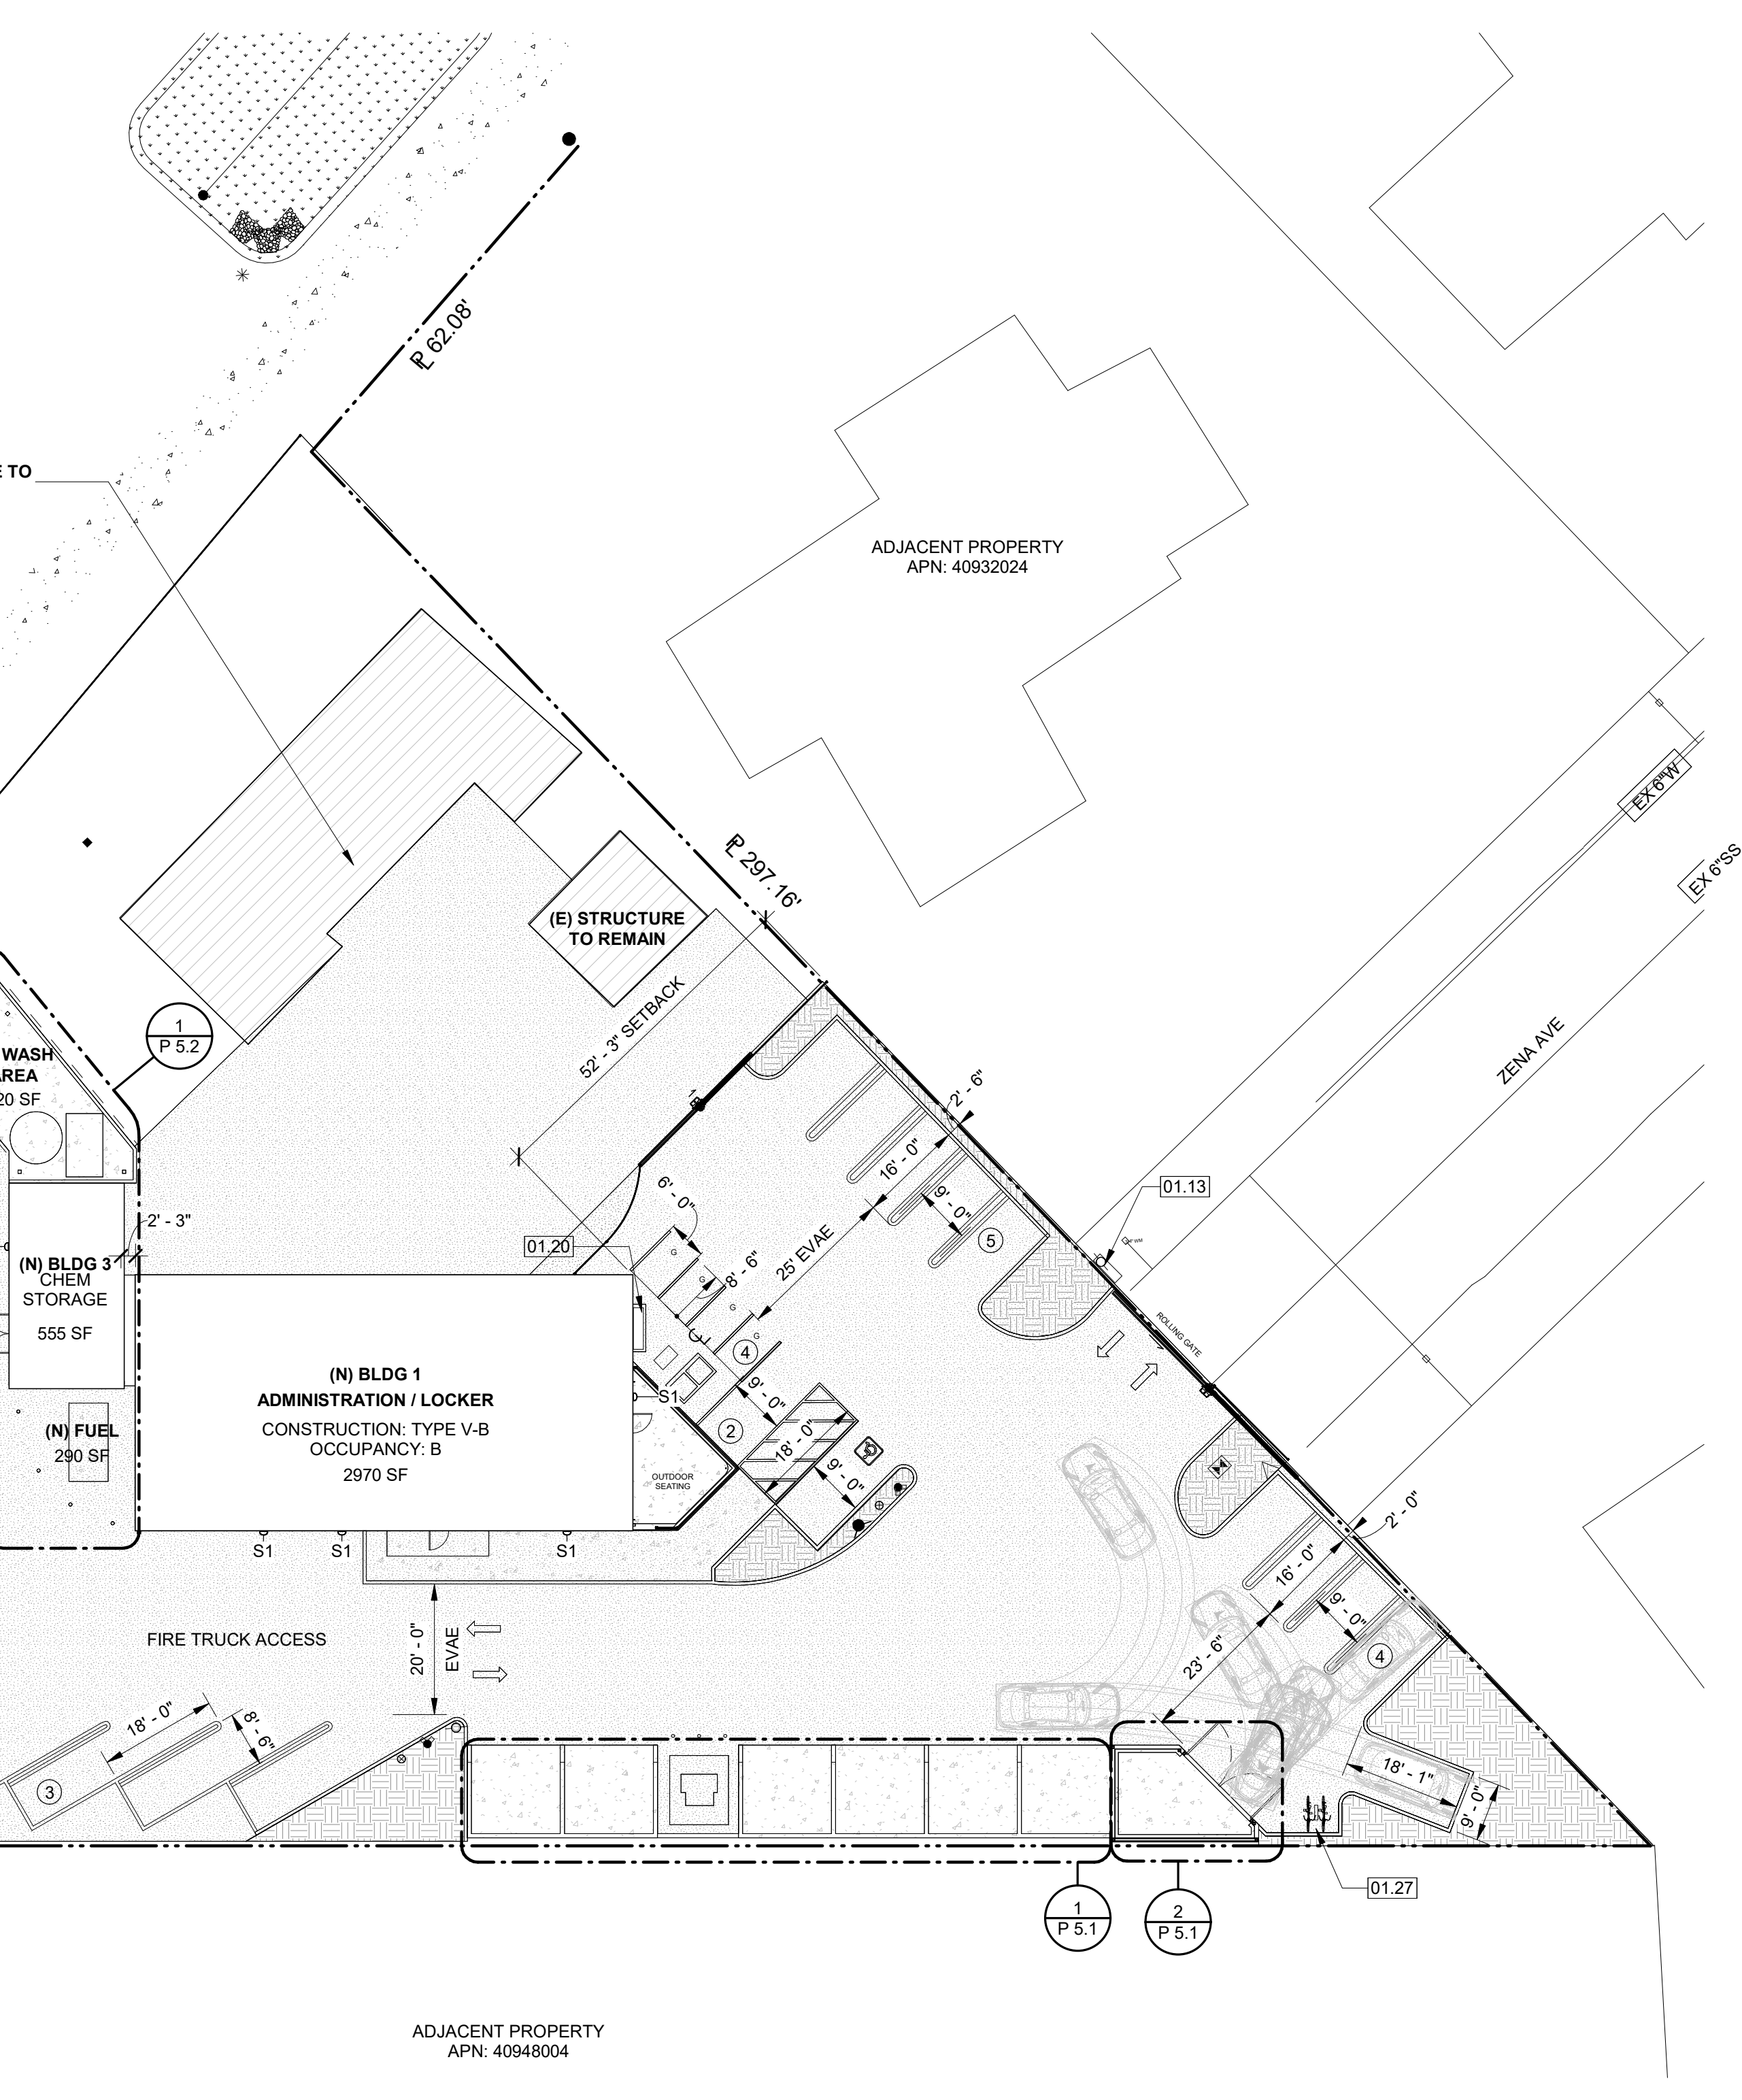 ℄ 62.08'
E TO
ADJACENT PROPERTY
APN: 40932024
EX 6"W
EX 6"SS
ZENA AVE
℄ 297.16'
(E) STRUCTURE
TO REMAIN
52' - 3" SETBACK
1
P 5.2
WASH
AREA
20 SF
2' - 3"
(N) BLDG 3
CHEM
STORAGE
555 SF
(N) FUEL
290 SF
2' - 6"
16' - 0"
9' - 0"
5
01.13
6' - 0"
01.20
G
G
G
G
8' - 6"
25' EVAE
4
ROLLING GATE
(N) BLDG 1
ADMINISTRATION / LOCKER
CONSTRUCTION: TYPE V-B
OCCUPANCY: B
2970 SF
S1
9' - 0"
2
18' - 0"
9' - 0"
OUTDOOR
SEATING
S1
S1
S1
2' - 0"
16' - 0"
9' - 0"
4
23' - 6"
FIRE TRUCK ACCESS
20' - 0"
EVAE
18' - 0"
8' - 6"
3
18' - 1"
9' - 0"
01.27
1
P 5.1
2
P 5.1
ADJACENT PROPERTY
APN: 40948004